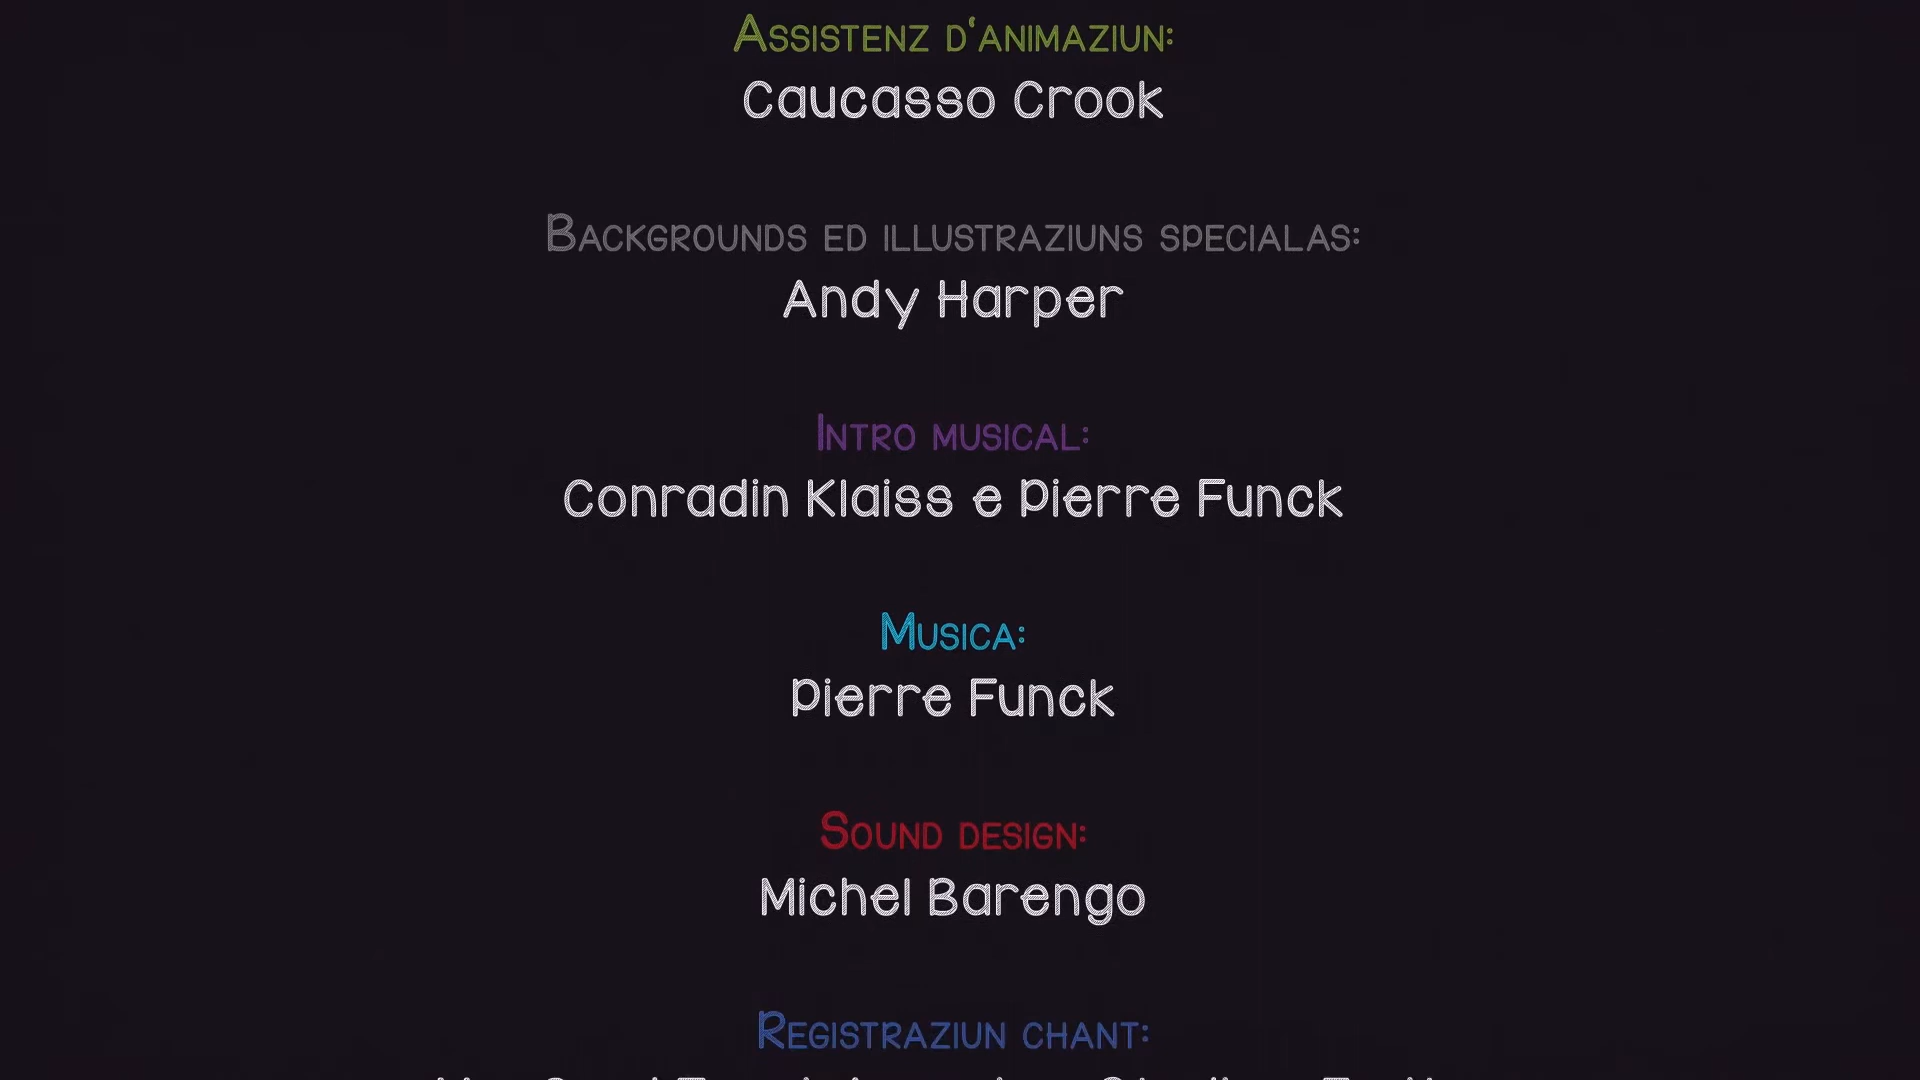 Assistenz d‘animaziun:
Caucasso Crook
Backgrounds ed illustraziuns specialas:
Andy Harper
Intro musical:
Conradin Klaiss e Pierre Funck
Musica:
Pierre Funck
Sound design:
Michel Barengo
Registraziun chant: